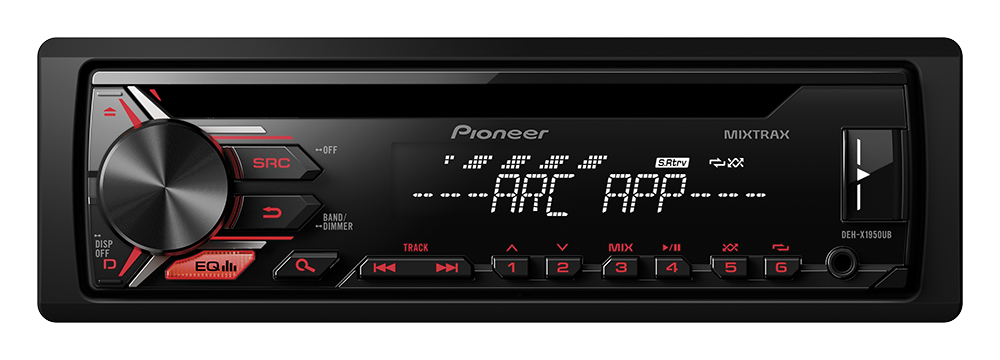 Pioneer
MIXTRAX
SRC
OFF
S.Rtrv
----ARC APP----
BAND/
DIMMER
DEH-X1950UB
DISP
OFF
D
EQ
TRACK
MIX
1 2 3 4 5 6